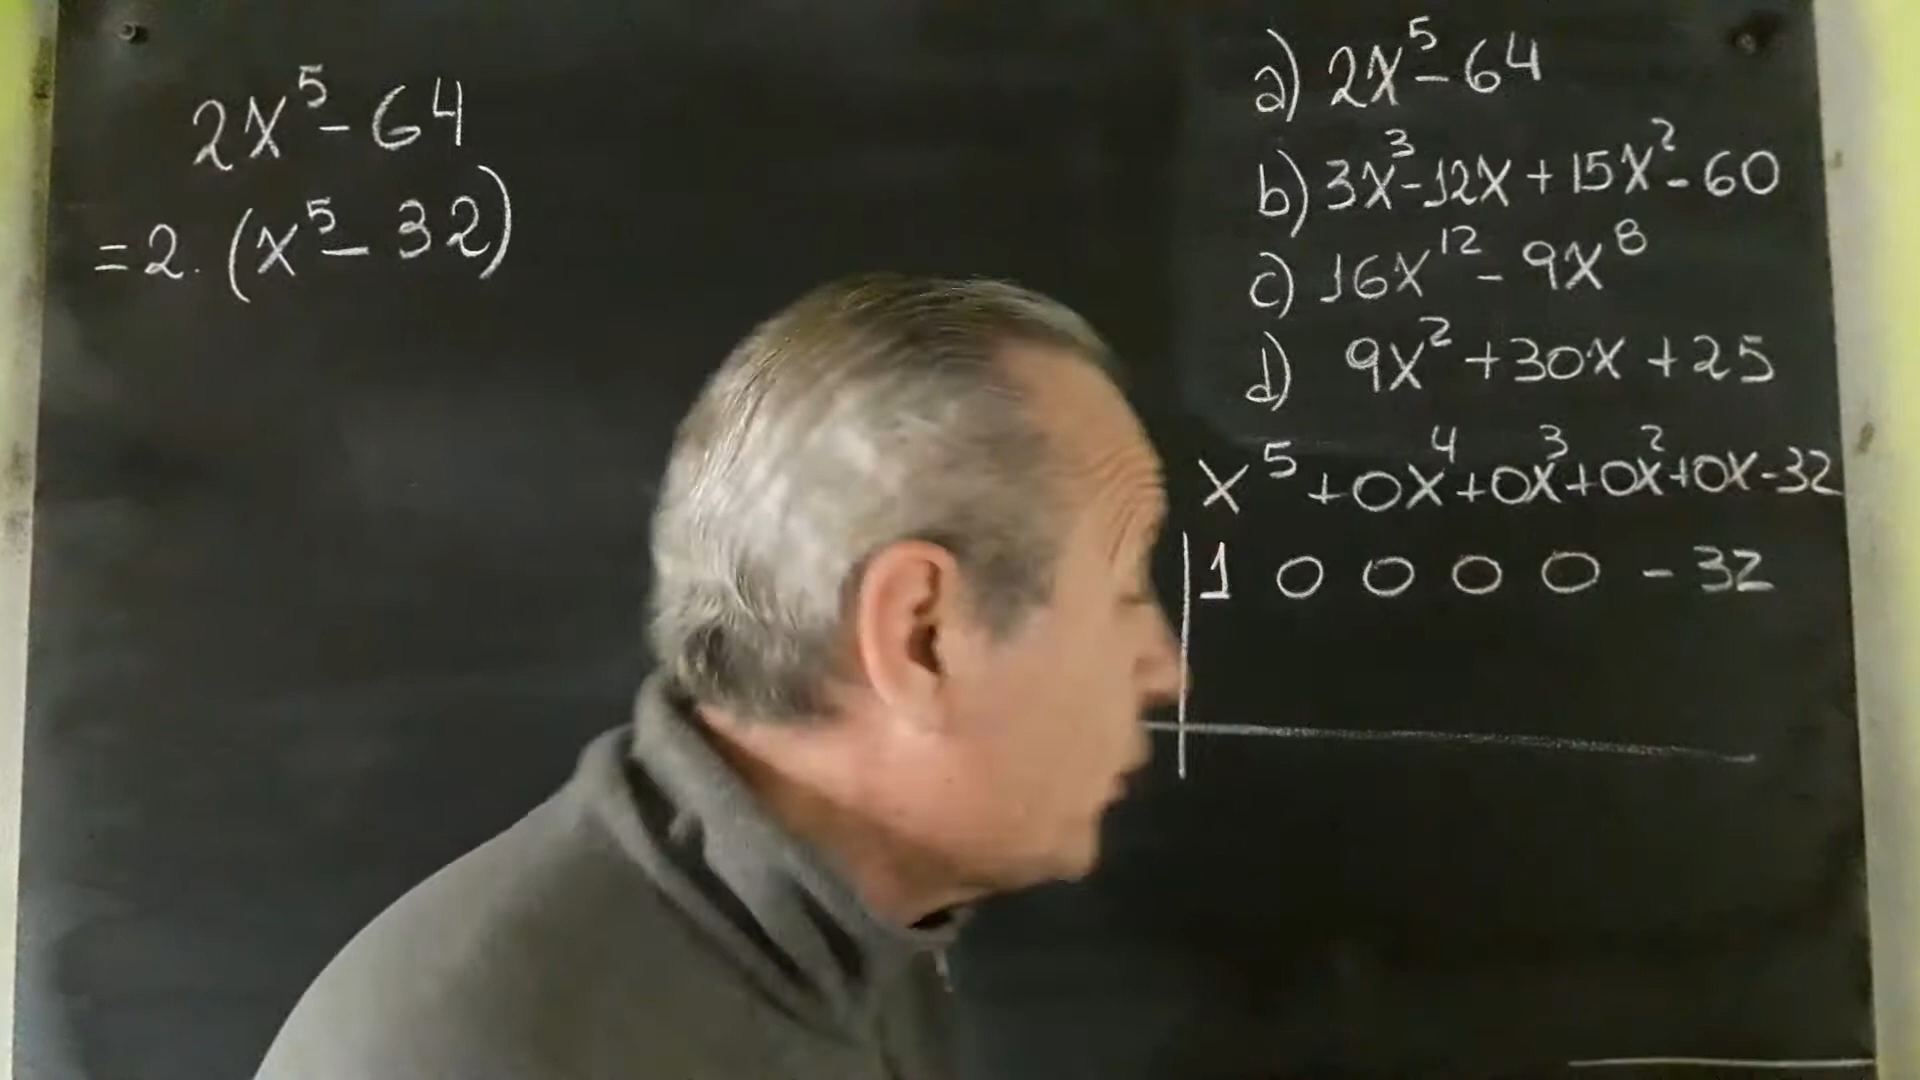 2x⁵ - 64
= 2. (x⁵ - 32)
a) 2x⁵ - 64
b) 3x³ - 12x + 15x² - 60
c) 16x¹² - 9x⁸
d) 9x² + 30x + 25
x⁵ + 0x⁴ + 0x³ + 0x² + 0x - 32
1 0 0 0 0 - 32